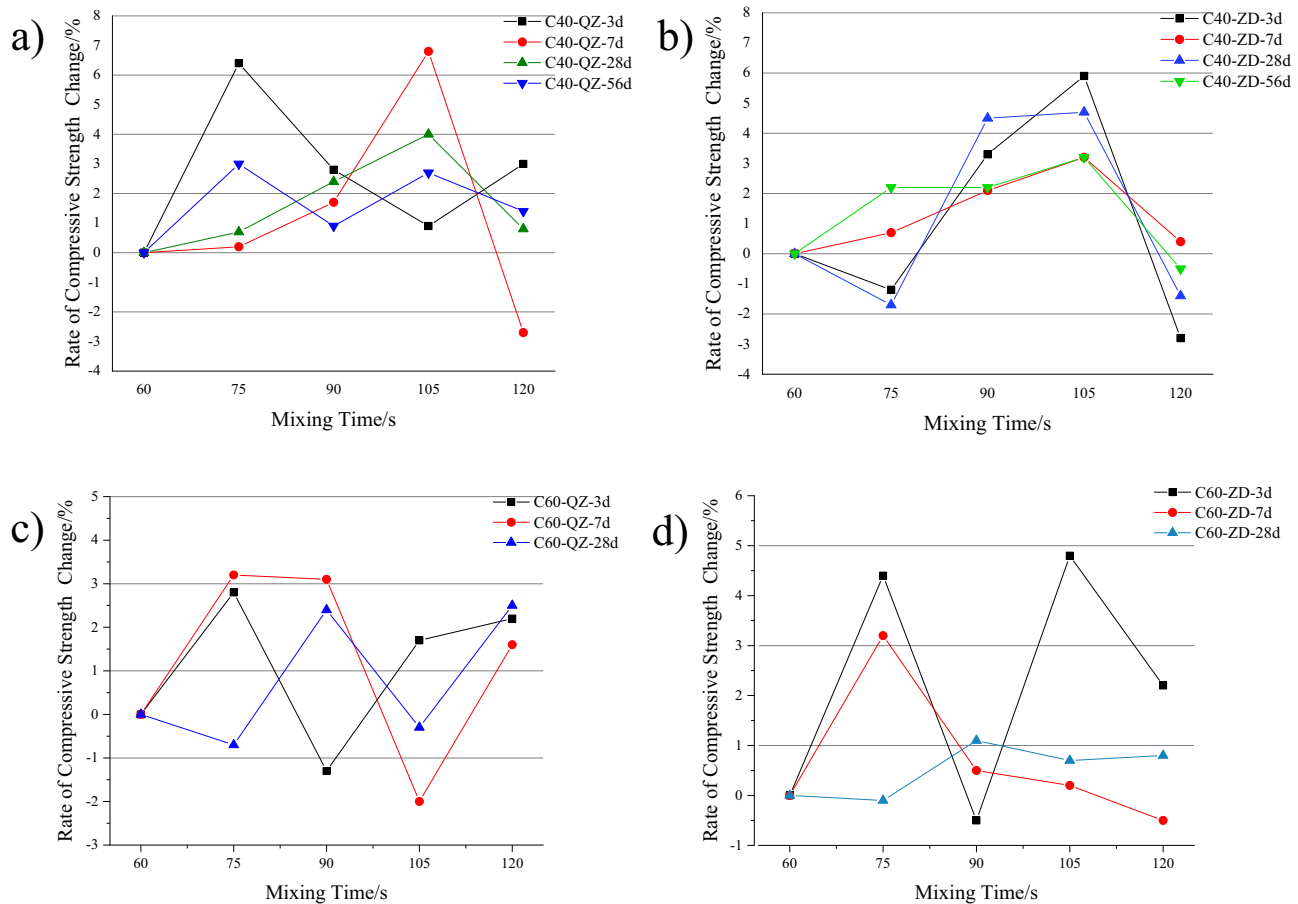 a)
C40-QZ-3d
C40-QZ-7d
C40-QZ-28d
C40-QZ-56d
Rate of Compressive Strength Change/%
8
7
6
5
4
3
2
1
0
-1
-2
-3
-4
60 75 90 105 120
Mixing Time/s
b)
C40-ZD-3d
C40-ZD-7d
C40-ZD-28d
C40-ZD-56d
Rate of Compressive Strength Change/%
8
7
6
5
4
3
2
1
0
-1
-2
-3
-4
60 75 90 105 120
Mixing Time/s
c)
C60-QZ-3d
C60-QZ-7d
C60-QZ-28d
Rate of Compressive Strength Change/%
5
4
3
2
1
0
-1
-2
-3
60 75 90 105 120
Mixing Time/s
d)
C60-ZD-3d
C60-ZD-7d
C60-ZD-28d
Rate of Compressive Strength Change/%
6
5
4
3
2
1
0
-1
60 75 90 105 120
Mixing Time/s